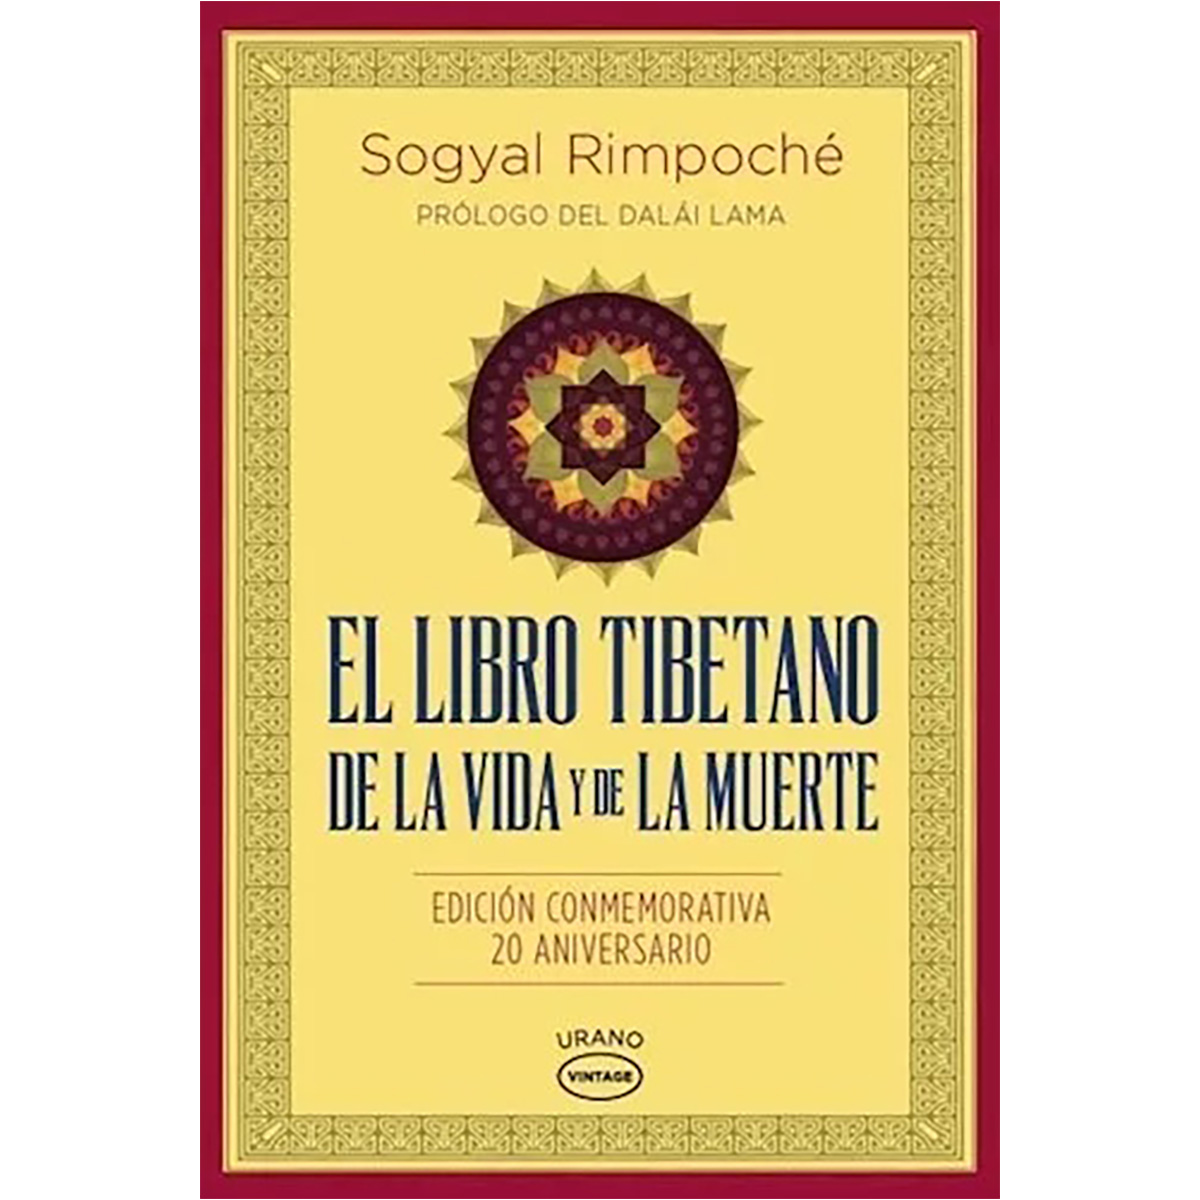 Sogyal Rimpoché
PRÓLOGO DEL DALÁI LAMA
EL LIBRO TIBETANO
DE LA VIDA Y DE LA MUERTE
EDICIÓN CONMEMORATIVA
20 ANIVERSARIO
URANO
VINTAGE